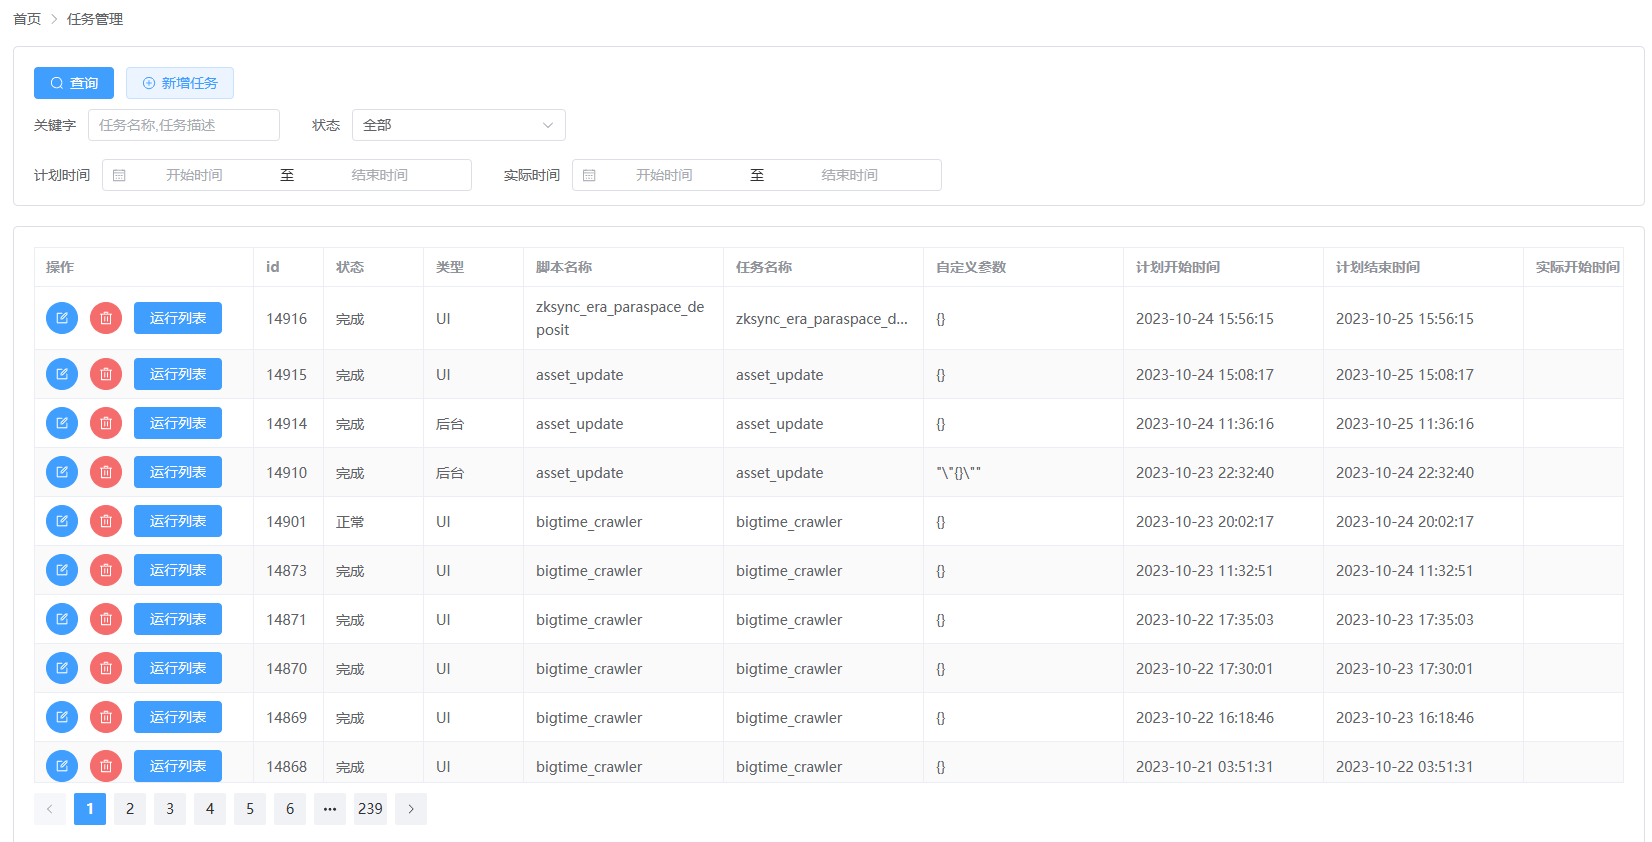 首页 > 任务管理
查询 新增任务
关键字 任务名称,任务描述 状态 全部
计划时间 开始时间 至 结束时间 实际时间 开始时间 至 结束时间
操作 id 状态 类型 脚本名称 任务名称 自定义参数 计划开始时间 计划结束时间 实际开始时间
运行列表 14916 完成 UI zksync_era_paraspace_de zksync_era_paraspace_d... {} 2023-10-24 15:56:15 2023-10-25 15:56:15
posit
运行列表 14915 完成 UI asset_update asset_update {} 2023-10-24 15:08:17 2023-10-25 15:08:17
运行列表 14914 完成 后台 asset_update asset_update {} 2023-10-24 11:36:16 2023-10-25 11:36:16
运行列表 14910 完成 后台 asset_update asset_update "\"{}\"" 2023-10-23 22:32:40 2023-10-24 22:32:40
运行列表 14901 正常 UI bigtime_crawler bigtime_crawler {} 2023-10-23 20:02:17 2023-10-24 20:02:17
运行列表 14873 完成 UI bigtime_crawler bigtime_crawler {} 2023-10-23 11:32:51 2023-10-24 11:32:51
运行列表 14871 完成 UI bigtime_crawler bigtime_crawler {} 2023-10-22 17:35:03 2023-10-23 17:35:03
运行列表 14870 完成 UI bigtime_crawler bigtime_crawler {} 2023-10-22 17:30:01 2023-10-23 17:30:01
运行列表 14869 完成 UI bigtime_crawler bigtime_crawler {} 2023-10-22 16:18:46 2023-10-23 16:18:46
运行列表 14868 完成 UI bigtime_crawler bigtime_crawler {} 2023-10-21 03:51:31 2023-10-22 03:51:31
< 1 2 3 4 5 6 ••• 239 >